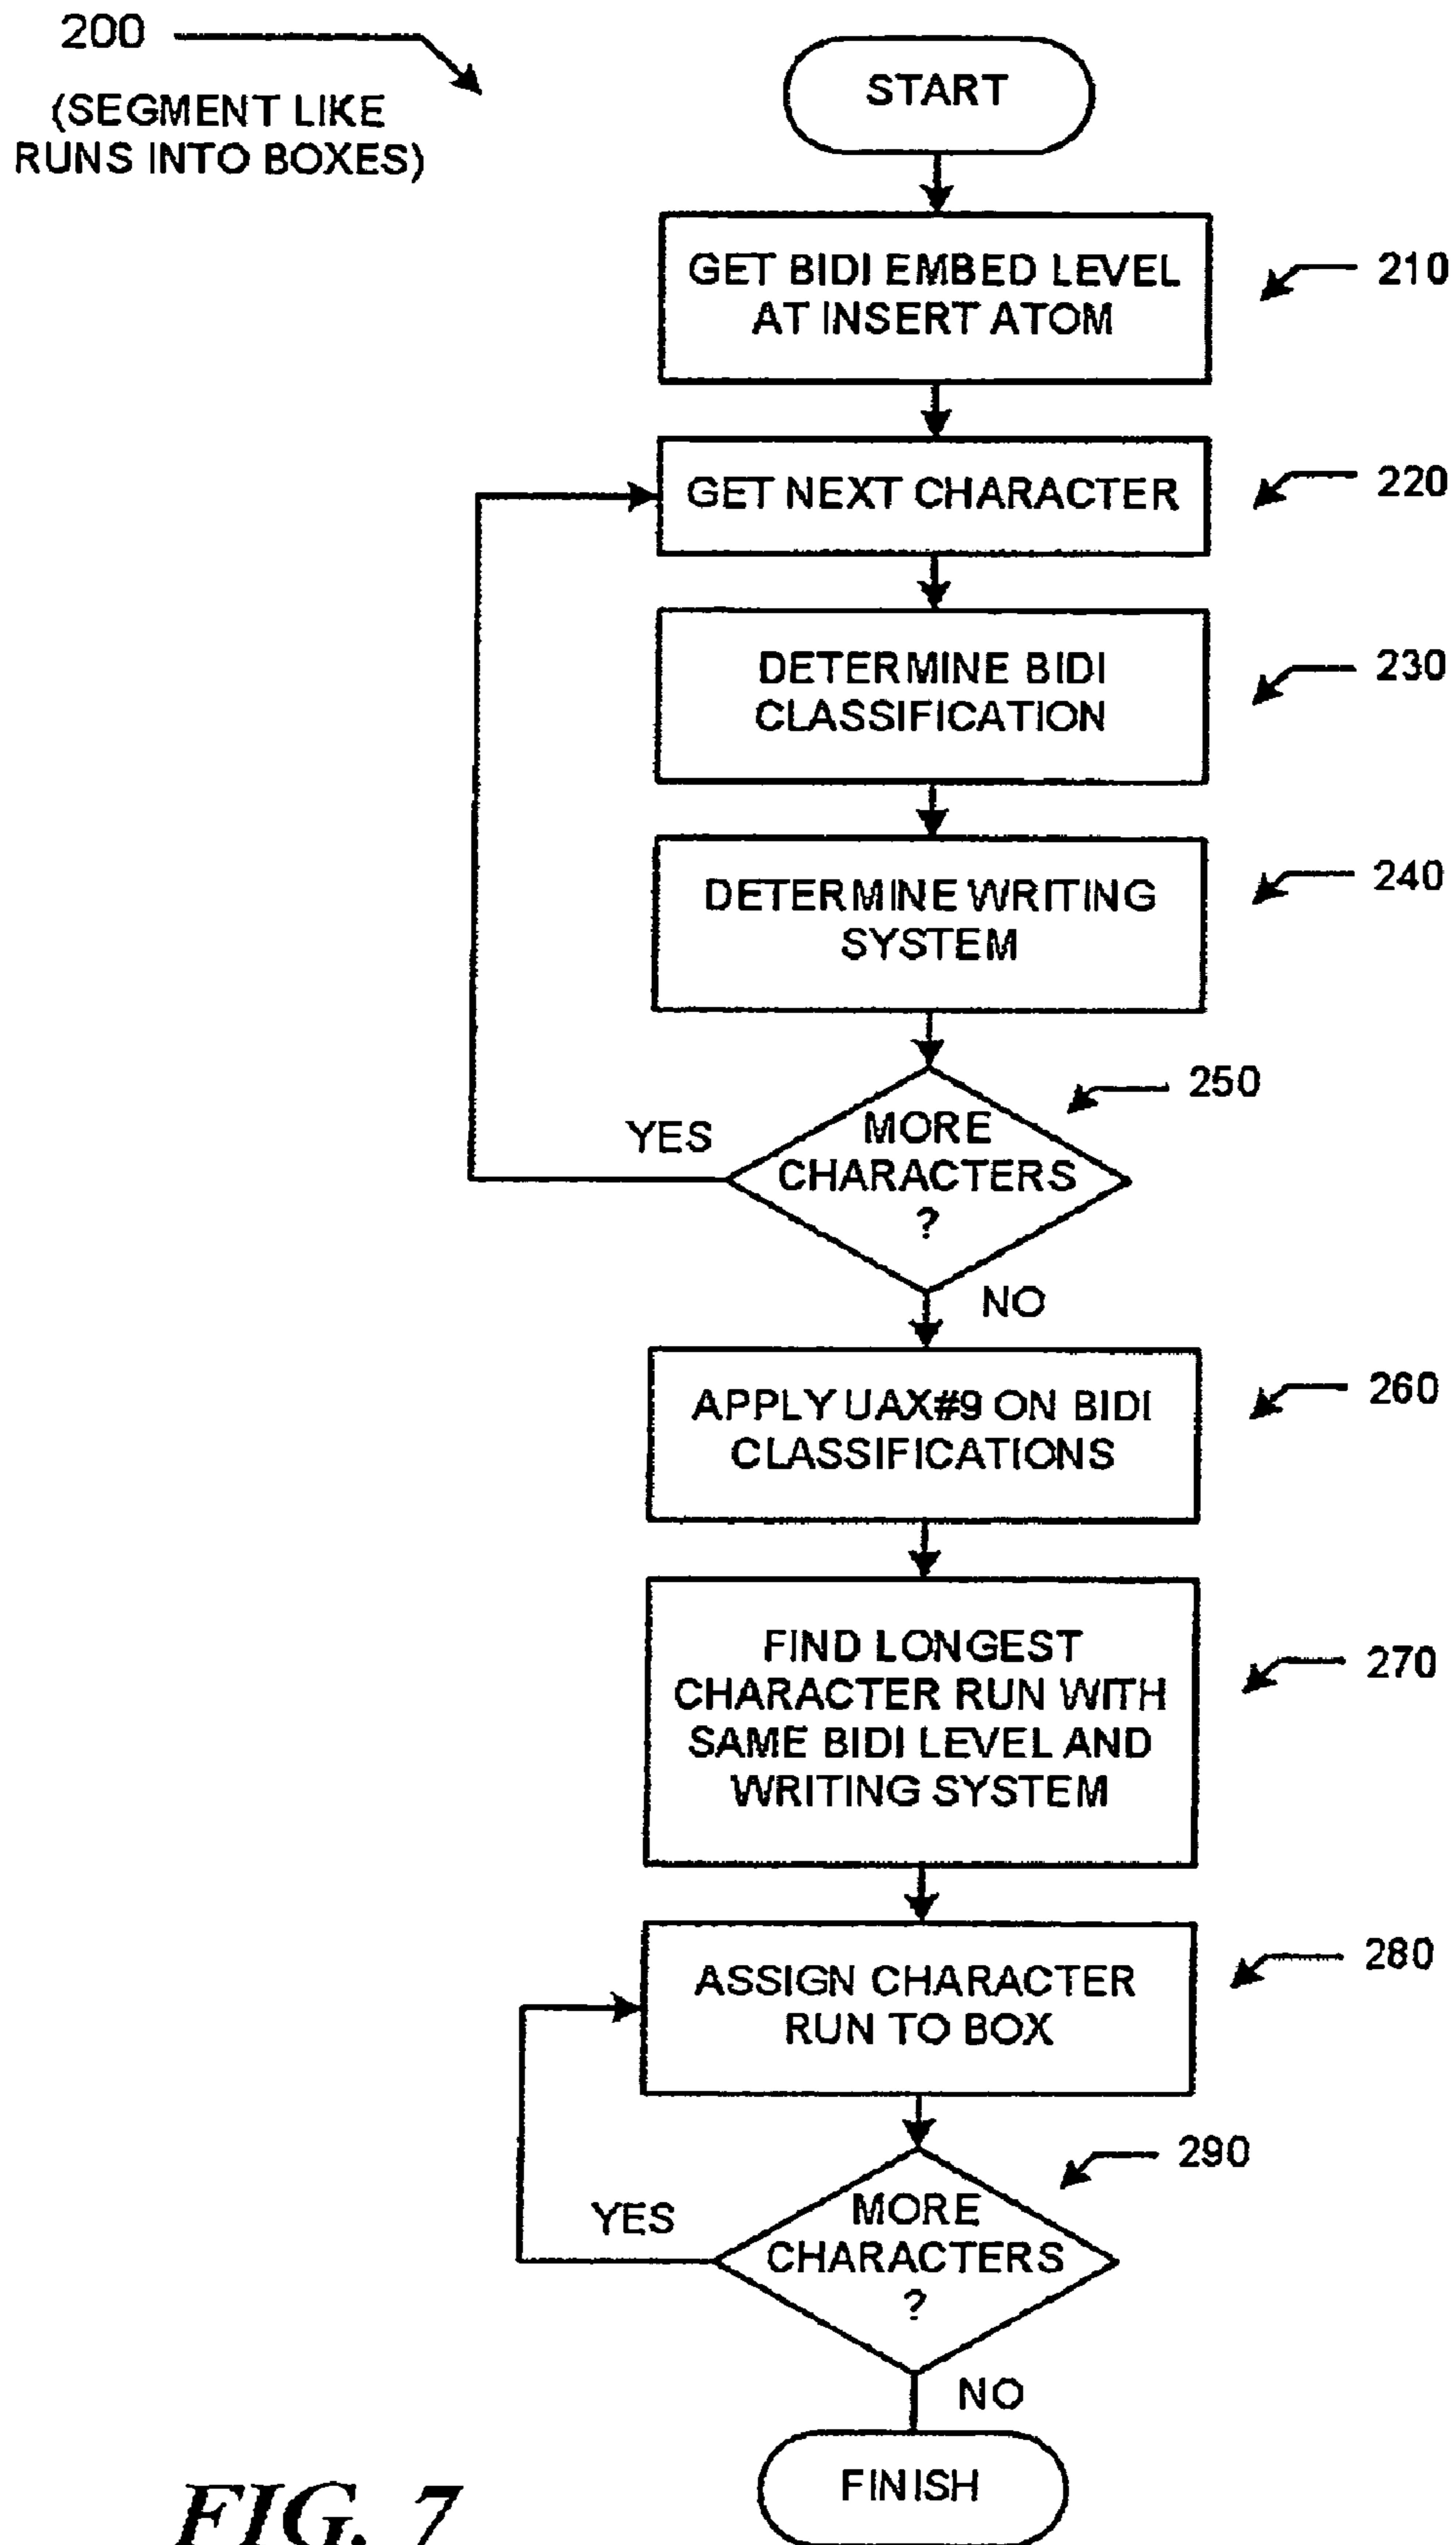 200
(SEGMENT LIKE
RUNS INTO BOXES)
START
GET BIDI EMBED LEVEL
AT INSERT ATOM
210
GET NEXT CHARACTER
220
DETERMINE BIDI
CLASSIFICATION
230
DETERMINE WRITING
SYSTEM
240
MORE
CHARACTERS
?
250
YES
NO
APPLY UAX#9 ON BIDI
CLASSIFICATIONS
260
FIND LONGEST
CHARACTER RUN WITH
SAME BIDI LEVEL AND
WRITING SYSTEM
270
ASSIGN CHARACTER
RUN TO BOX
280
MORE
CHARACTERS
?
290
YES
NO
FINISH
FIG. 7